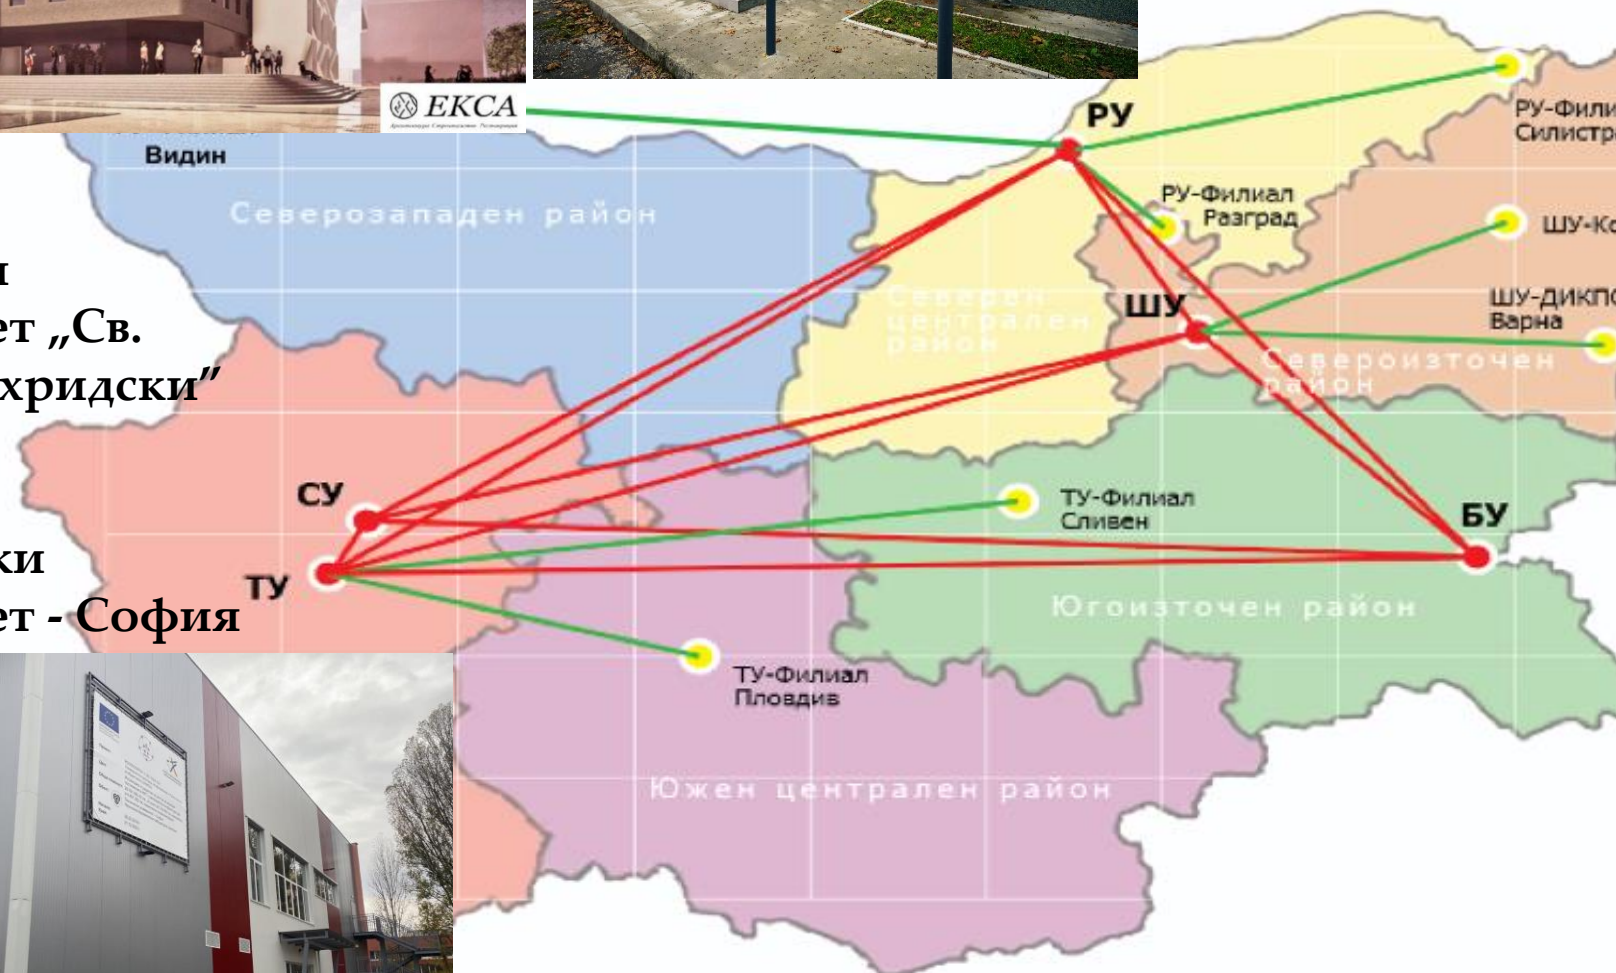 ЕКСА
Видин
Северозападен район
РУ
РУ-Фили
Силистр
РУ-Филиал
Разград
ШУ-Ко
ШУ
ШУ-ДИКПО
Варна
Северен
централен
район
Североизточен
район
и
ет „Св.
хридски”
СУ
ТУ-Филиал
Сливен
БУ
ки
ТУ
ет - София
Югоизточен район
ТУ-Филиал
Пловдив
Южен централен район